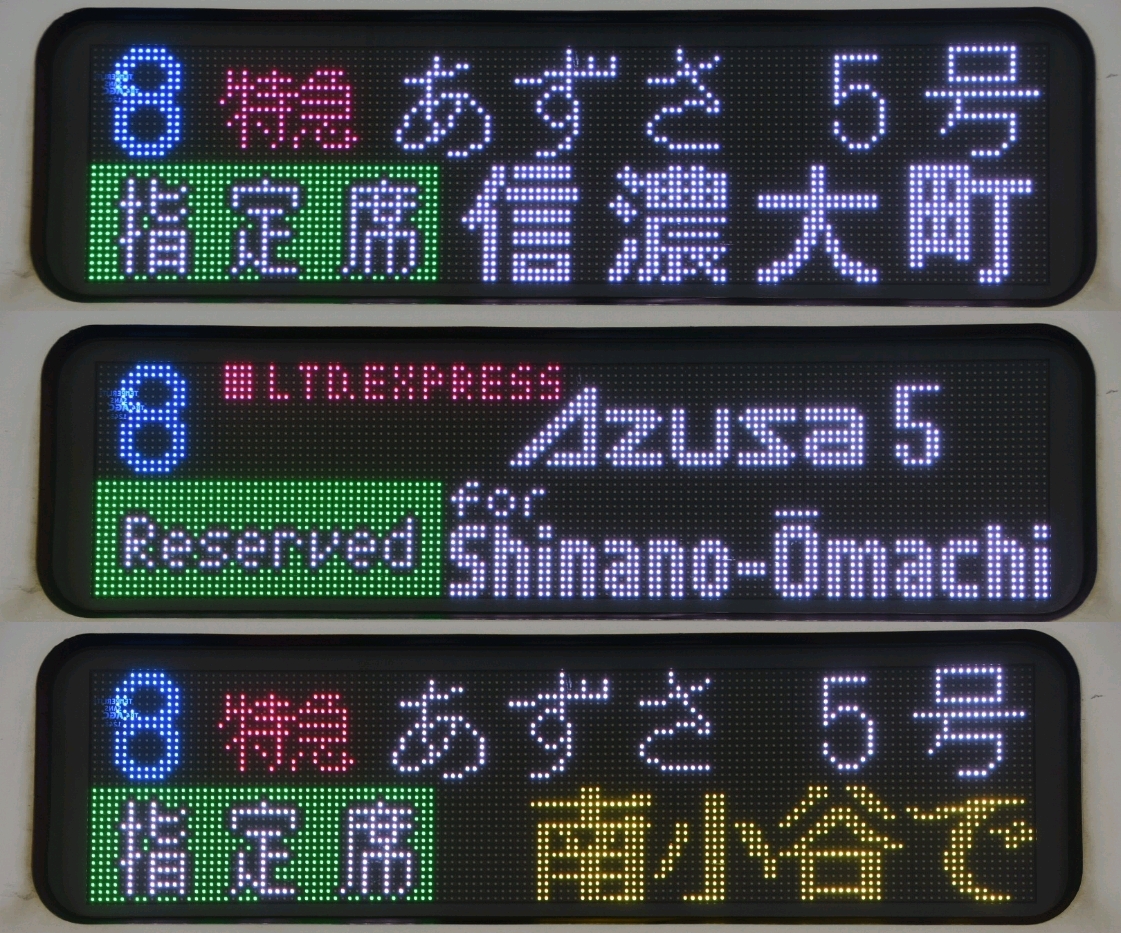 8 特急 あずさ 5号
指定席 信濃大町
8 LTD.EXPRESS
Azusa 5
Reserved for
Shinano-Ōmachi
8 特急 あずさ 5号
指定席 南小谷で